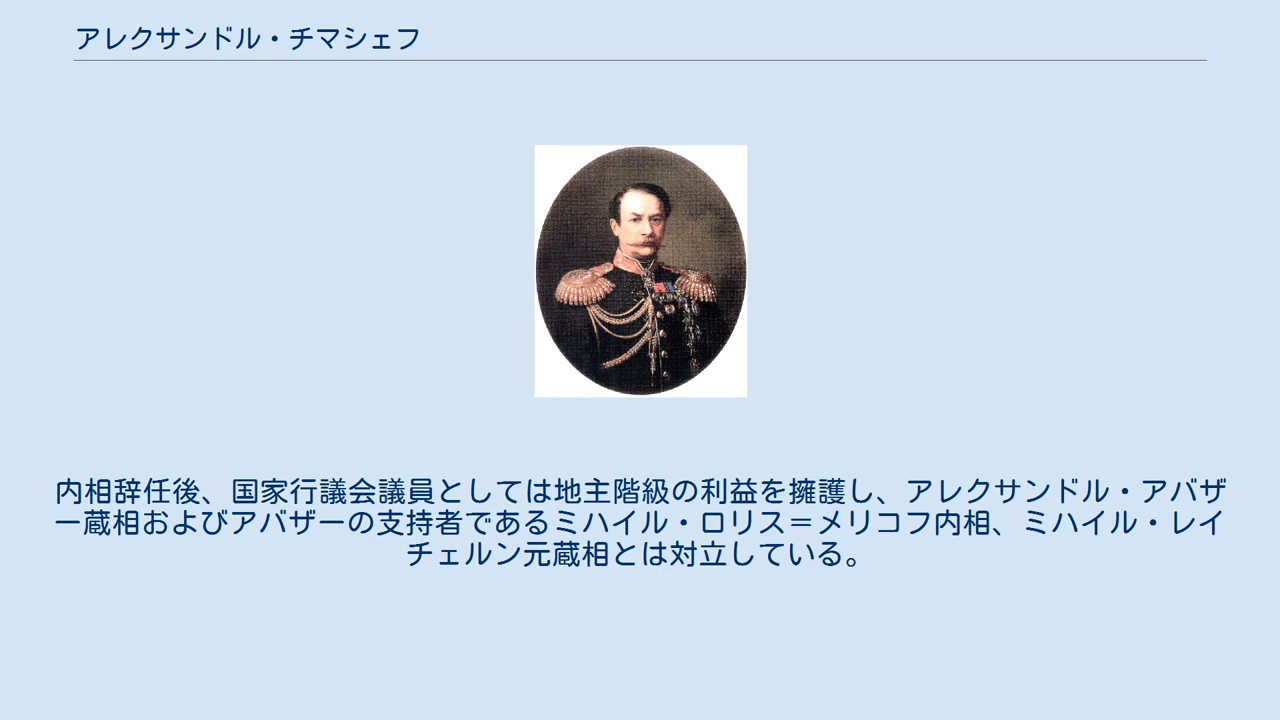 アレクサンドル・チマシェフ
内相辞任後、国家行議会議員としては地主階級の利益を擁護し、アレクサンドル・アバザ
ー蔵相およびアバザーの支持者であるミハイル・ロリス＝メリコフ内相、ミハイル・レイ
チェルン元蔵相とは対立している。